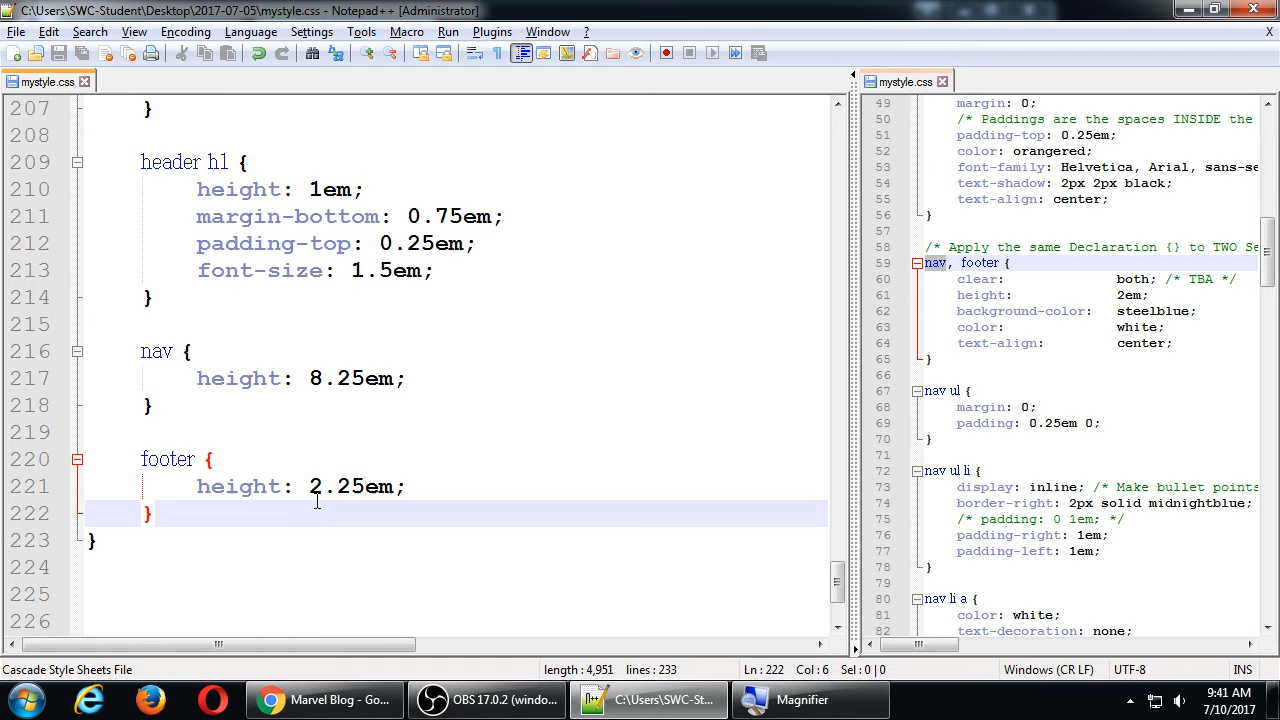 C:\Users\SWC-Student\Desktop\2017-07-05\mystyle.css - Notepad++ [Administrator]
File Edit Search View Encoding Language Settings Tools Macro Run Plugins Window ? X
mystyle.css
207 }
208
209 header h1 {
210 height: 1em;
211 margin-bottom: 0.75em;
212 padding-top: 0.25em;
213 font-size: 1.5em;
214 }
215
216 nav {
217 height: 8.25em;
218 }
219
220 footer {
221 height: 2.25em;
222 }
223 }
224
225
226
mystyle.css
49 margin: 0;
50 /* Paddings are the spaces INSIDE the
51 padding-top: 0.25em;
52 color: orangered;
53 font-family: Helvetica, Arial, sans-se
54 text-shadow: 2px 2px black;
55 text-align: center;
56 }
57
58 /* Apply the same Declaration {} to TWO Se
59 nav, footer {
60 clear: both; /* TBA */
61 height: 2em;
62 background-color: steelblue;
63 color: white;
64 text-align: center;
65 }
66
67 nav ul {
68 margin: 0;
69 padding: 0.25em 0;
70 }
71
72 nav ul li {
73 display: inline; /* Make bullet points
74 border-right: 2px solid midnightblue;
75 /* padding: 0 1em; */
76 padding-right: 1em;
77 padding-left: 1em;
78 }
79
80 nav li a {
81 color: white;
82 text-decoration: none;
Cascade Style Sheets File length : 4,951 lines : 233 Ln : 222 Col : 6 Sel : 0 | 0 Windows (CR LF) UTF-8 INS
Marvel Blog - Go... OBS 17.0.2 (windo... C:\Users\SWC-St... Magnifier 9:41 AM
7/10/2017